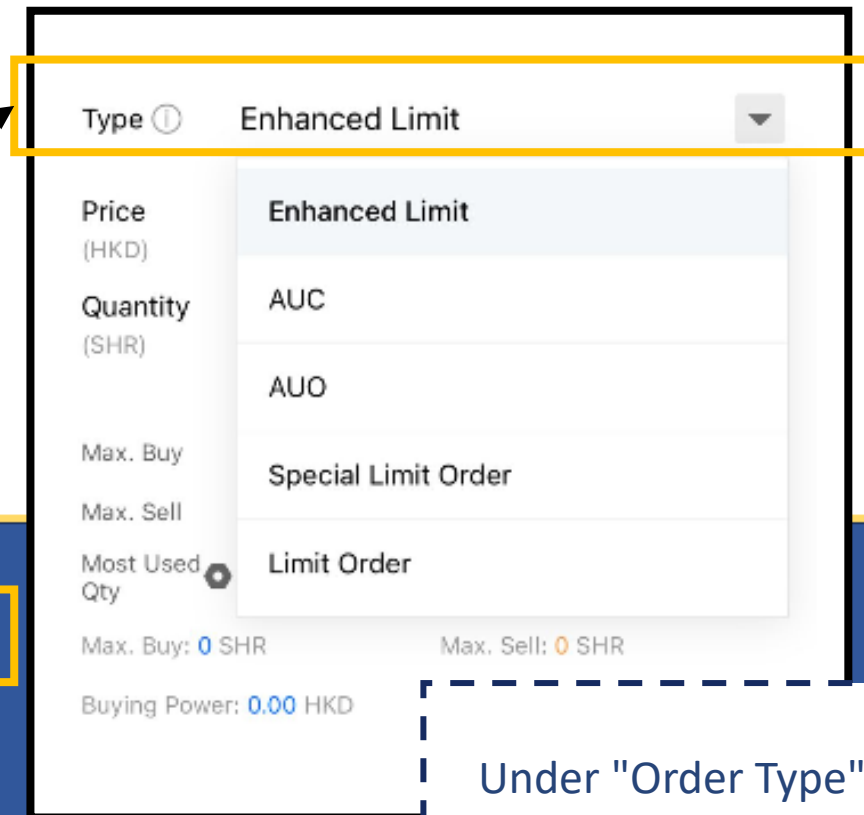 Type Enhanced Limit
Price Enhanced Limit
(HKD)
Quantity AUC
(SHR)
AUO
Max. Buy
Special Limit Order
Max. Sell
Most Used Limit Order
Qty
Max. Buy: 0 SHR Max. Sell: 0 SHR
Buying Power: 0.00 HKD
Under "Order Type"